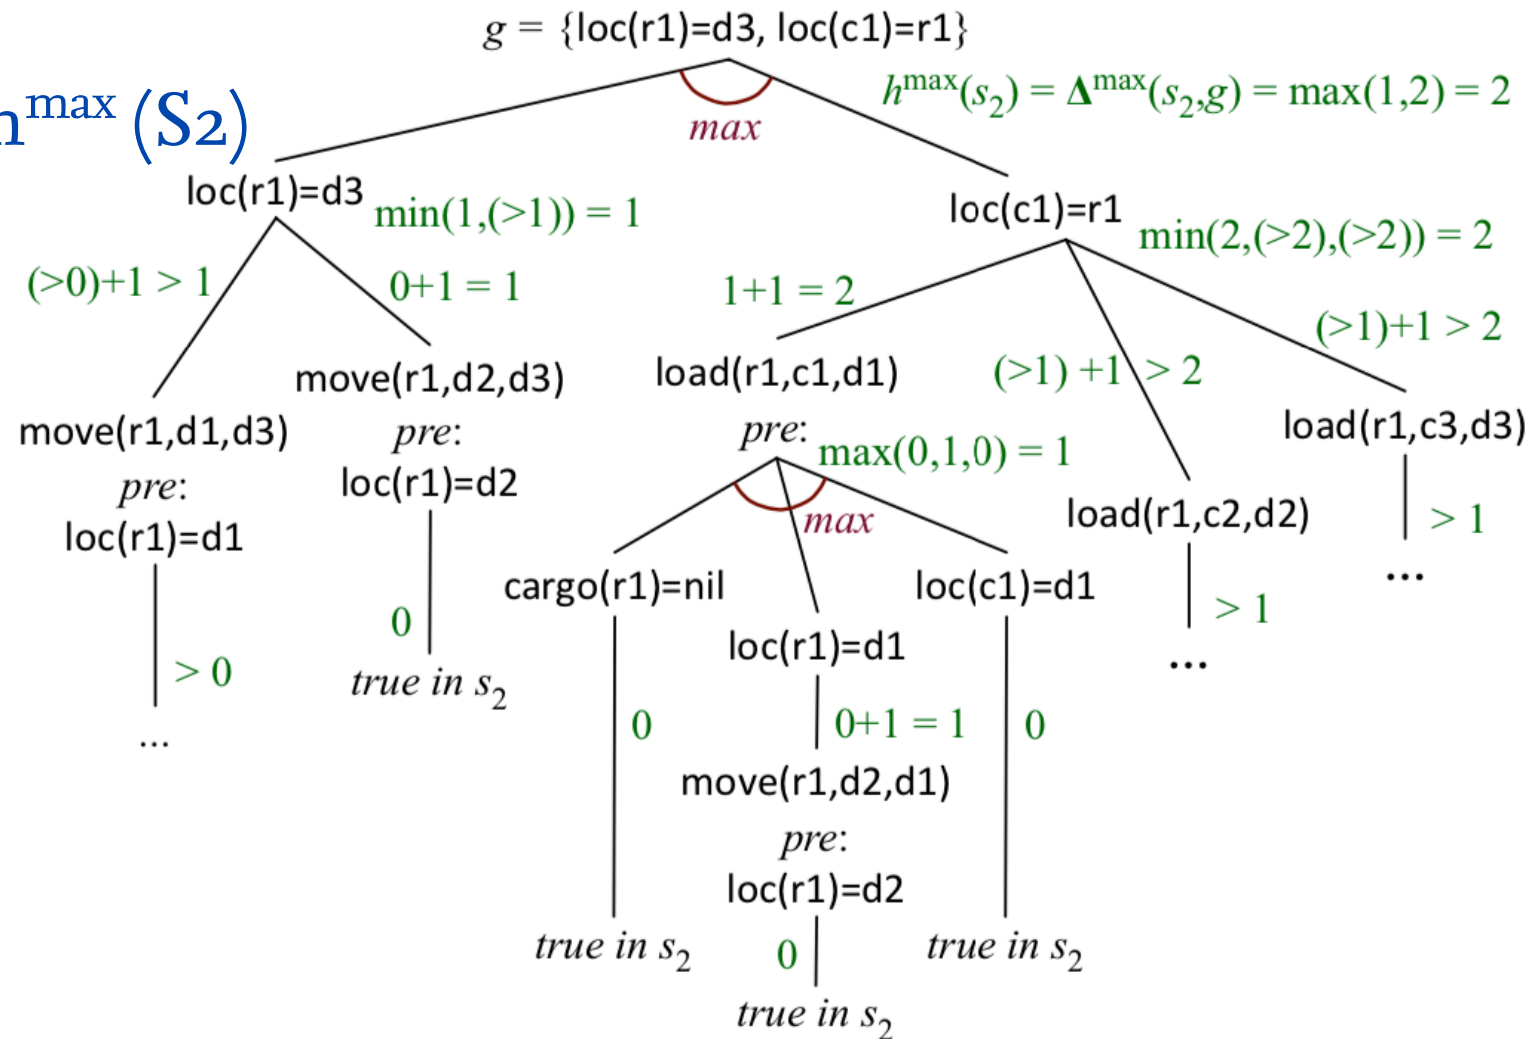 g = {loc(r1)=d3, loc(c1)=r1}
hᵐᵃˣ (S2)
hᵐᵃˣ(s₂) = Δᵐᵃˣ(s₂,g) = max(1,2) = 2
max
loc(r1)=d3
min(1,(>1)) = 1
loc(c1)=r1
min(2,(>2),(>2)) = 2
(>0)+1 > 1
0+1 = 1
1+1 = 2
(>1) +1 > 2
(>1)+1 > 2
move(r1,d1,d3)
pre:
loc(r1)=d1
> 0
...
move(r1,d2,d3)
pre:
loc(r1)=d2
0
true in s₂
load(r1,c1,d1)
pre:
max(0,1,0) = 1
max
cargo(r1)=nil
0
true in s₂
loc(r1)=d1
0+1 = 1
move(r1,d2,d1)
pre:
loc(r1)=d2
0
true in s₂
loc(c1)=d1
0
true in s₂
load(r1,c2,d2)
> 1
...
load(r1,c3,d3)
> 1
...